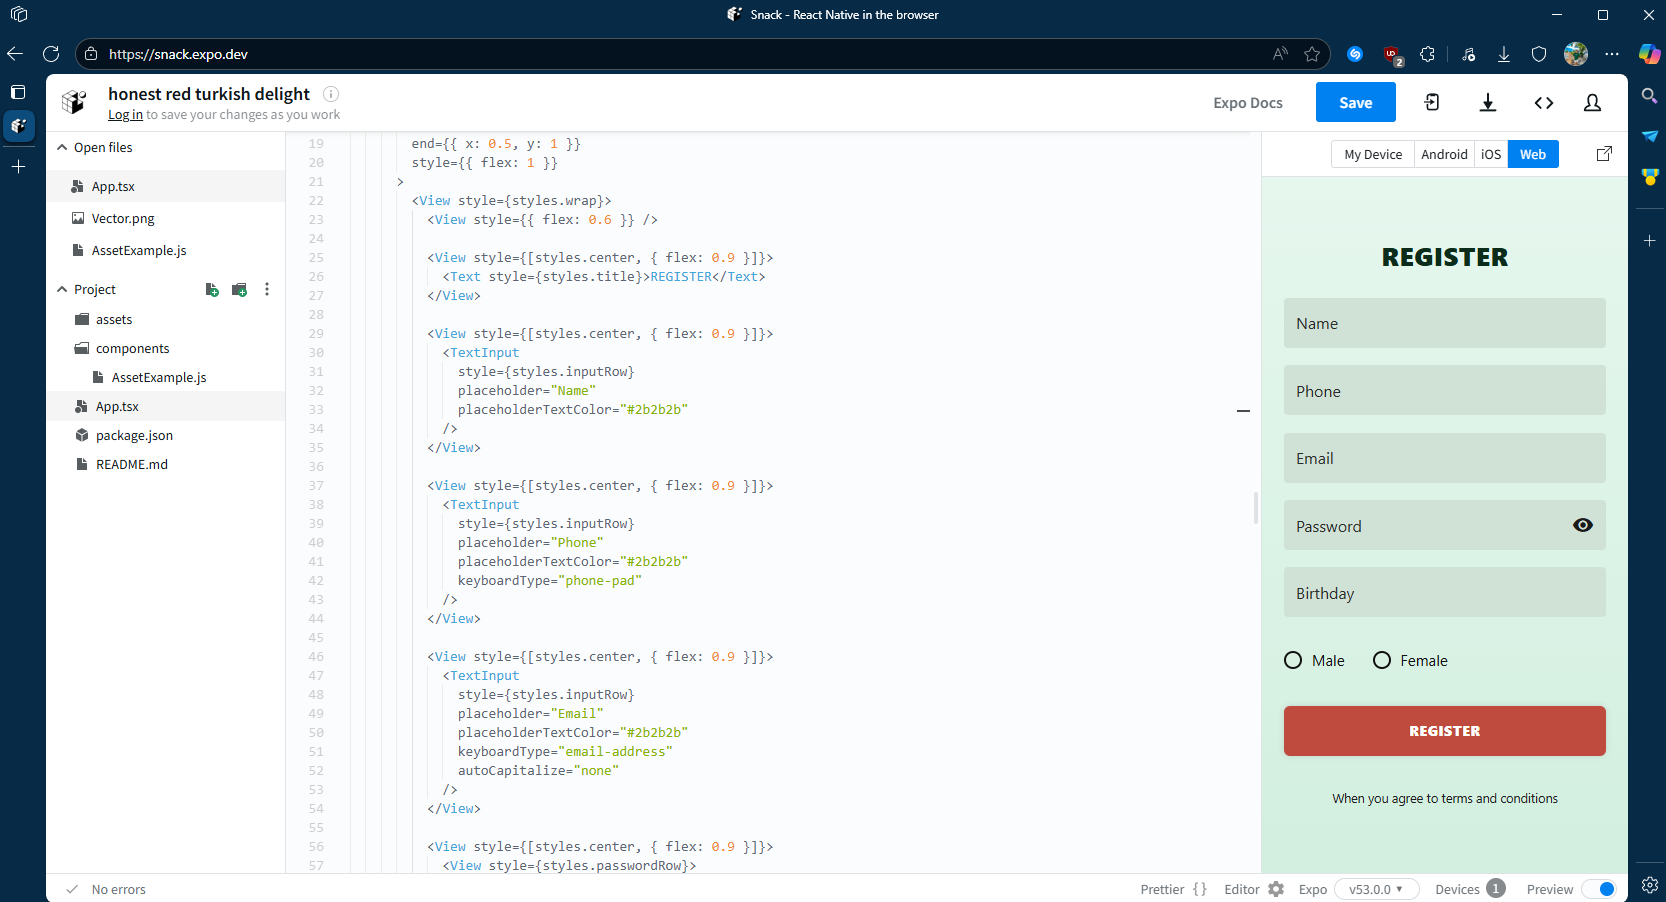 Snack - React Native in the browser
https://snack.expo.dev
2
honest red turkish delight
Log in to save your changes as you work
Expo Docs
Save
Open files
App.tsx
Vector.png
AssetExample.js
Project
assets
components
AssetExample.js
App.tsx
package.json
README.md
19 end={{ x: 0.5, y: 1 }}
20 style={{ flex: 1 }}
21 >
22 <View style={styles.wrap}>
23 <View style={{ flex: 0.6 }} />
24
25 <View style={[styles.center, { flex: 0.9 }]}>
26 <Text style={styles.title}>REGISTER</Text>
27 </View>
28
29 <View style={[styles.center, { flex: 0.9 }]}>
30 <TextInput
31 style={styles.inputRow}
32 placeholder="Name"
33 placeholderTextColor="#2b2b2b"
34 />
35 </View>
36
37 <View style={[styles.center, { flex: 0.9 }]}>
38 <TextInput
39 style={styles.inputRow}
40 placeholder="Phone"
41 placeholderTextColor="#2b2b2b"
42 keyboardType="phone-pad"
43 />
44 </View>
45
46 <View style={[styles.center, { flex: 0.9 }]}>
47 <TextInput
48 style={styles.inputRow}
49 placeholder="Email"
50 placeholderTextColor="#2b2b2b"
51 keyboardType="email-address"
52 autoCapitalize="none"
53 />
54 </View>
55
56 <View style={[styles.center, { flex: 0.9 }]}>
57 <View style={styles.passwordRow}>
My Device Android iOS Web
REGISTER
Name
Phone
Email
Password
Birthday
Male Female
REGISTER
When you agree to terms and conditions
No errors
Prettier {} Editor Expo v53.0.0 Devices 1 Preview